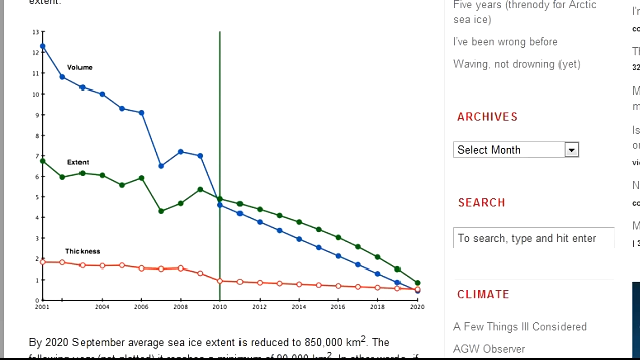 extent.
13
12
11
10
9
8
7
6
5
4
3
2
1
0
Volume
Extent
Thickness
2001 2004 2006 2008 2010 2012 2014 2016 2018 2020
By 2020 September average sea ice extent is reduced to 850,000 km2. The
Five years (threnody for Arctic
sea ice)
I've been wrong before
Waving, not drowning (yet)
ARCHIVES
Select Month
SEARCH
To search, type and hit enter
CLIMATE
A Few Things Ill Considered
AGW Observer